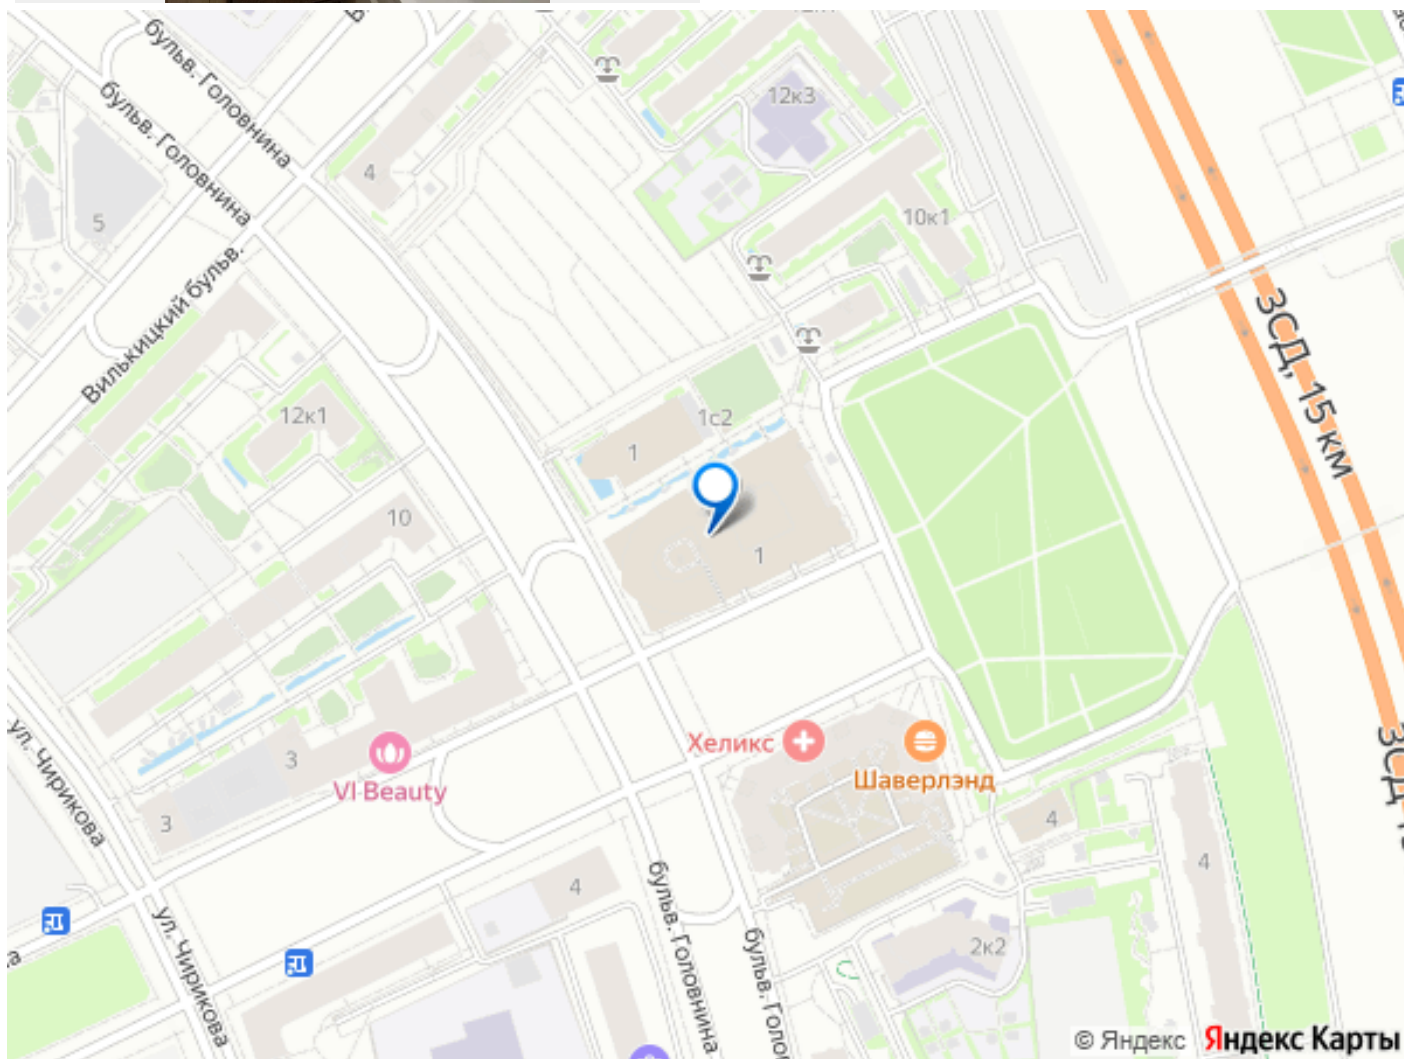 12к1
бульв. Головнина
бульв. Головнина
12к3
4
5
10к1
Вилькицкий бульв.
ЗСД, 15 км
12к1
1с2
1
10
1
ул. Чирикова
Хеликс
Шаверлэнд
VI Beauty
3
3
4
4
4
ул. Чирикова
бульв. Головнина
2к2
© Яндекс
Яндекс Карты